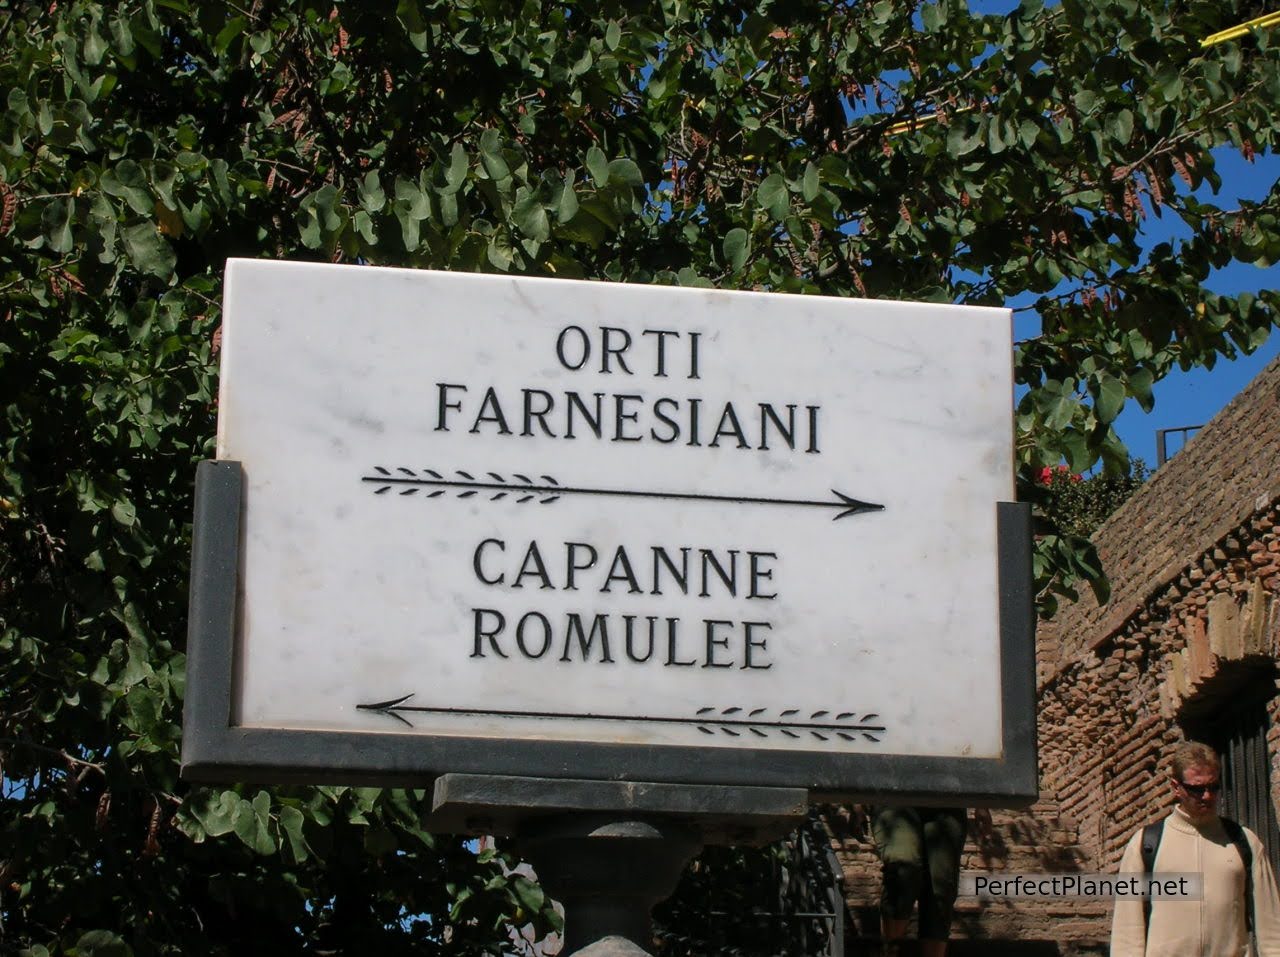 ORTI
FARNESIANI
CAPANNE
ROMULEE
PerfectPlanet.net